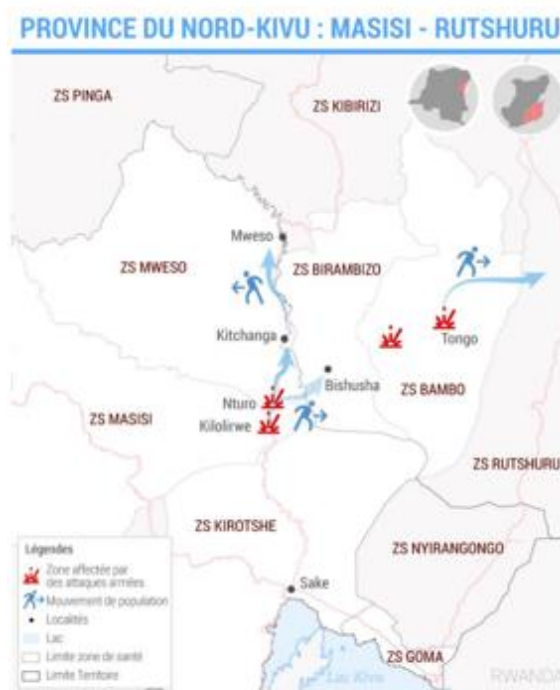 PROVINCE DU NORD-KIVU : MASISI - RUTSHURU
ZS PINGA
ZS KIBIRIZI
Mweso
ZS MWESO
ZS BIRAMBIZO
Kitchanga
Tongo
Bishusha
ZS BAMBO
Nturo
ZS MASISI
Kilolirwe
ZS RUTSHURU
ZS KIROTSHE
ZS NYIRANGONGO
Légendes
Zone affectée par
des attaques armées
Mouvement de population
Localités
Lac
Limite zone de santé
Limite Territoire
Sake
ZS GOMA
Lac Kivu
RWANDA